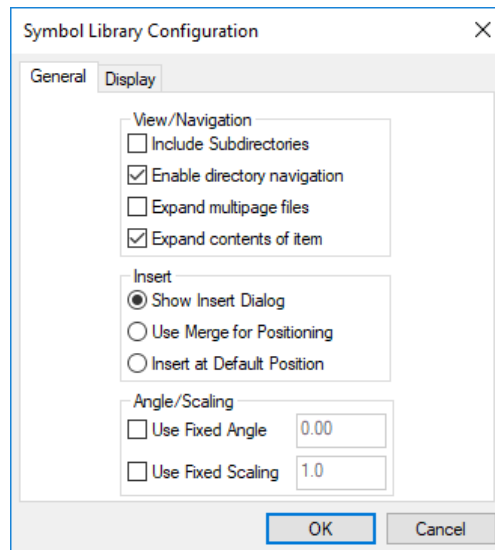 Symbol Library Configuration
General Display
View/Navigation
Include Subdirectories
Enable directory navigation
Expand multipage files
Expand contents of item
Insert
Show Insert Dialog
Use Merge for Positioning
Insert at Default Position
Angle/Scaling
Use Fixed Angle 0.00
Use Fixed Scaling 1.0
OK Cancel